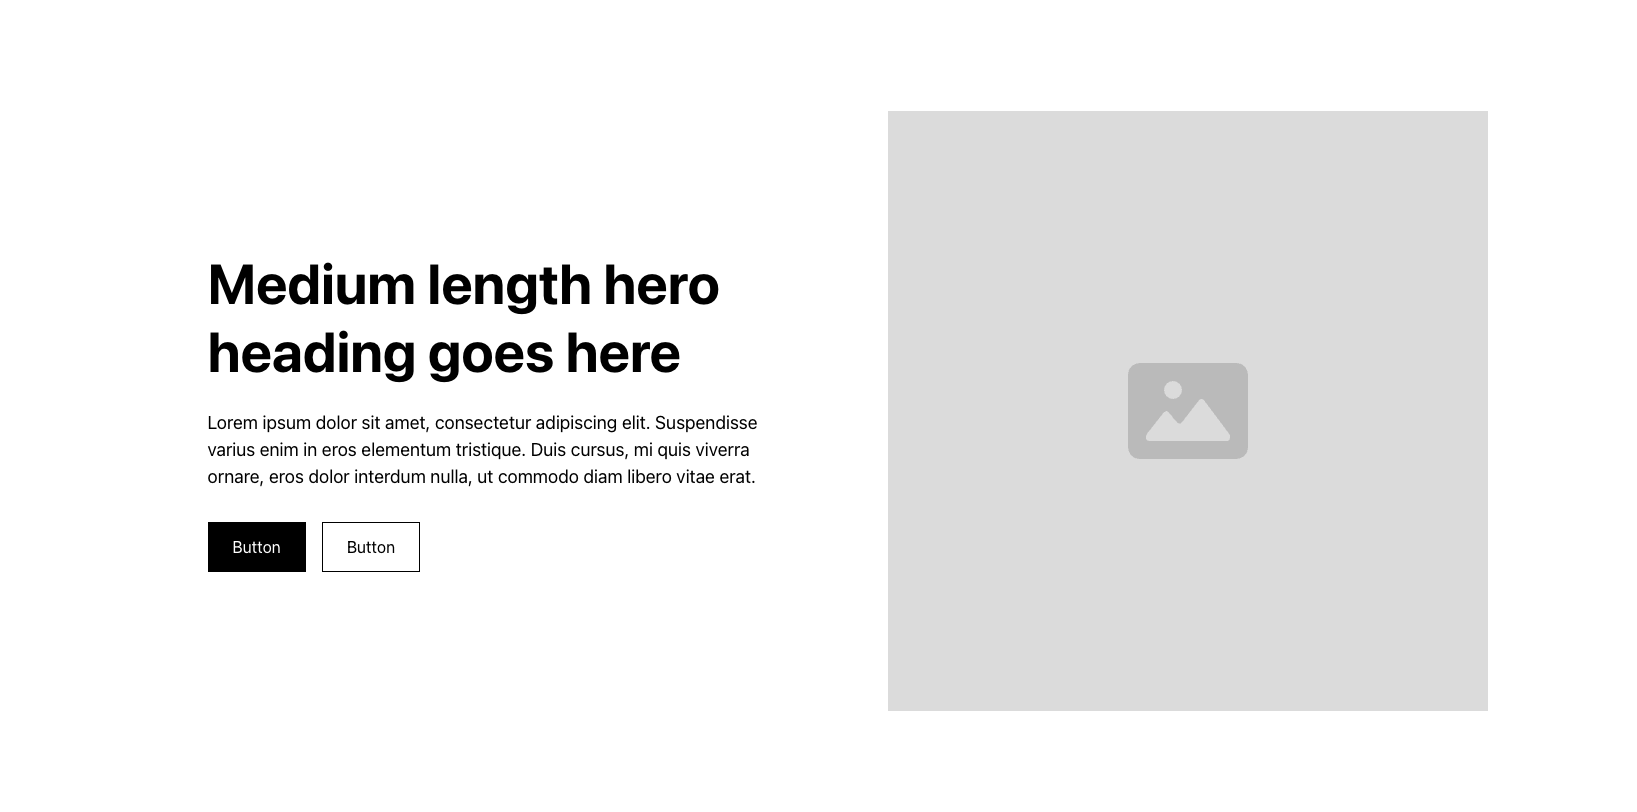 Medium length hero
heading goes here
Lorem ipsum dolor sit amet, consectetur adipiscing elit. Suspendisse
varius enim in eros elementum tristique. Duis cursus, mi quis viverra
ornare, eros dolor interdum nulla, ut commodo diam libero vitae erat.
Button Button